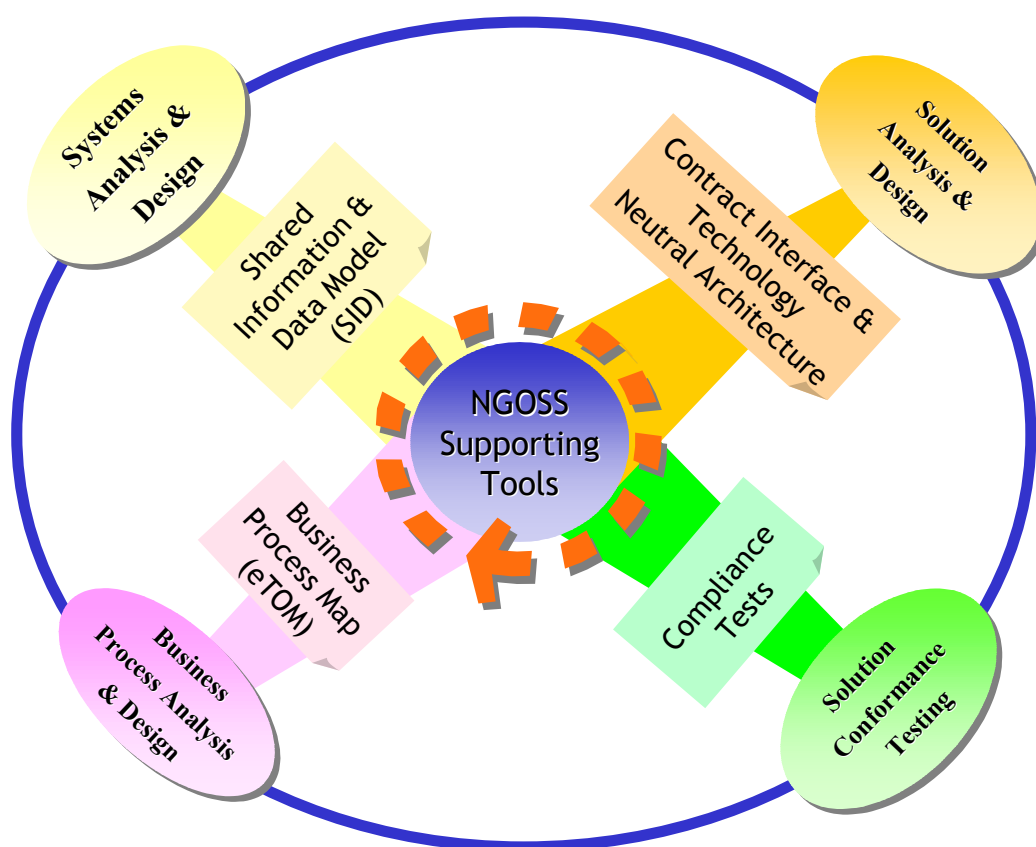 Systems
Analysis &
Design
Shared
Information &
Data Model
(SID)
Solution
Analysis &
Design
Contract Interface &
Technology
Neutral Architecture
NGOSS
Supporting
Tools
Business
Process Map
(eTOM)
Business
Process Analysis
& Design
Compliance
Tests
Solution
Conformance
Testing